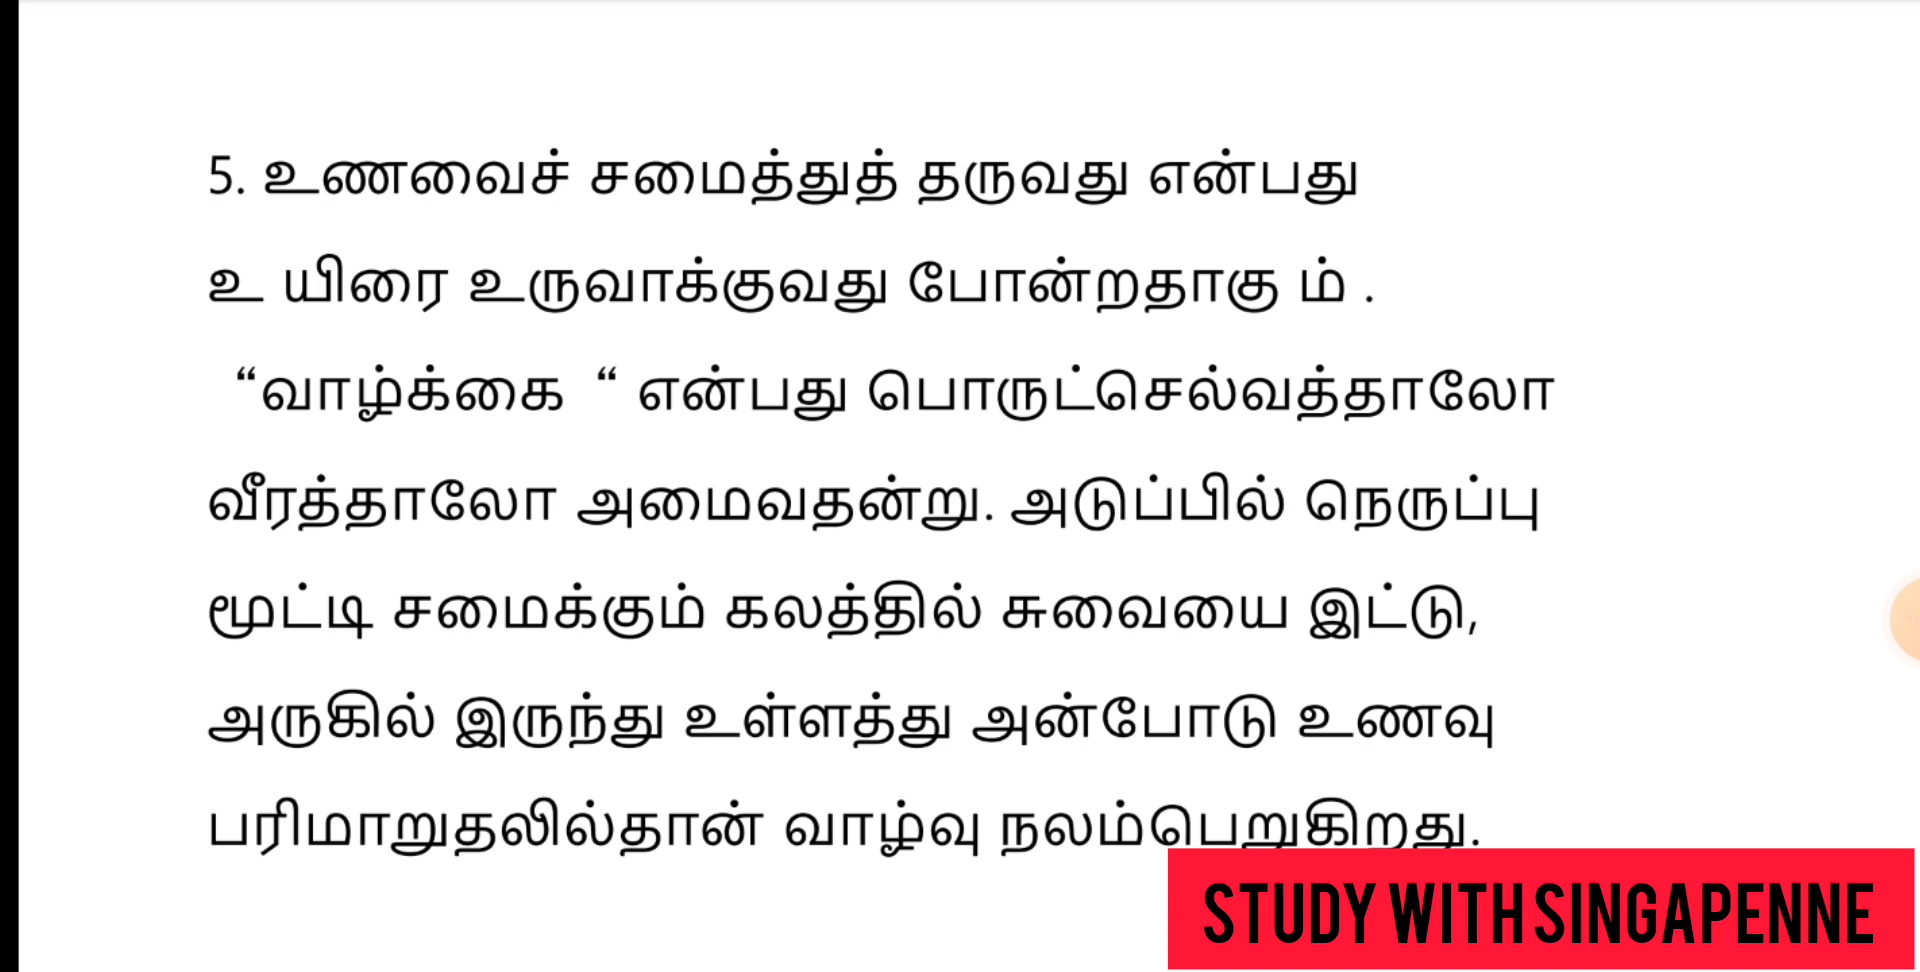 5. உணவைச் சமைத்துத் தருவது என்பது
உ யிரை உருவாக்குவது போன்றதாகு ம் .
“வாழ்க்கை “ என்பது பொருட்செல்வத்தாலோ
வீரத்தாலோ அமைவதன்று. அடுப்பில் நெருப்பு
மூட்டி சமைக்கும் கலத்தில் சுவையை இட்டு,
அருகில் இருந்து உள்ளத்து அன்போடு உணவு
பரிமாறுதலில்தான் வாழ்வு நலம்பெறுகிறது.
STUDY WITH SINGAPENNE